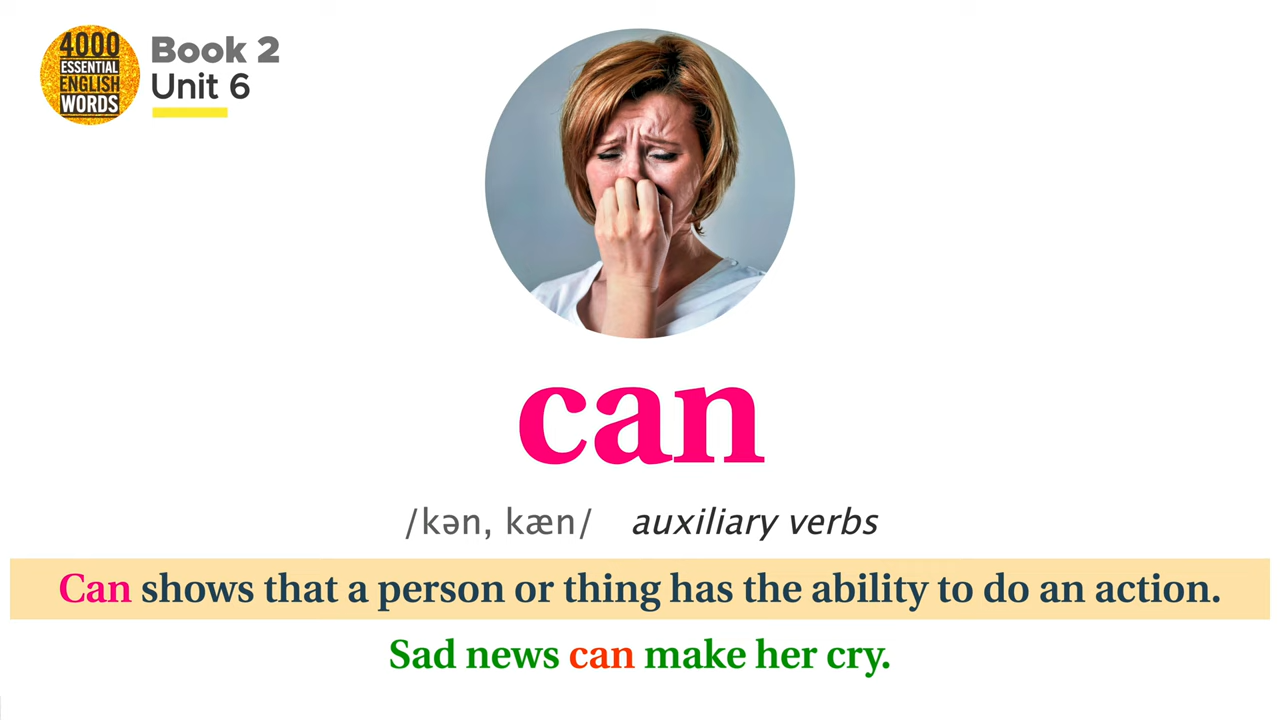 4000
ESSENTIAL
ENGLISH
WORDS
Book 2
Unit 6
can
/kən, kæn/ auxiliary verbs
Can shows that a person or thing has the ability to do an action.
Sad news can make her cry.